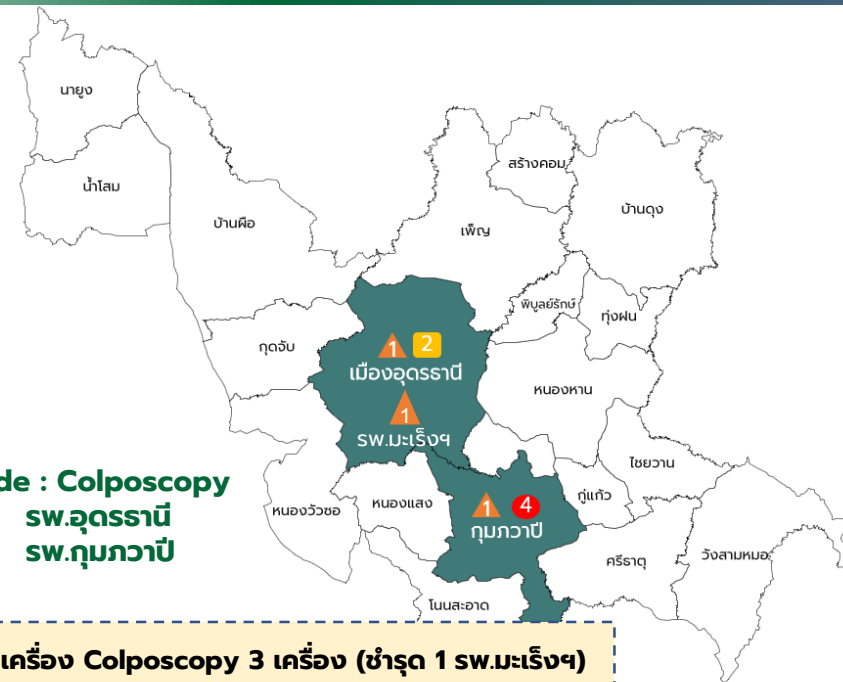 นายูง
สร้างคอม
น้ำโสม
บ้านดุง
บ้านผือ
เพ็ญ
พิบูลย์รักษ์
ทุ่งฝน
กุดจับ
1 2
เมืองอุดรธานี
หนองหาน
1
รพ.มะเร็งฯ
ไชยวาน
de : Colposcopy
รพ.อุดรธานี
รพ.กุมภวาปี
หนองวัวซอ
หนองแสง
1 4
กุมภวาปี
กู่แก้ว
ศรีธาตุ
วังสามหมอ
โนนสะอาด
เครื่อง Colposcopy 3 เครื่อง (ชำรุด 1 รพ.มะเร็งฯ)